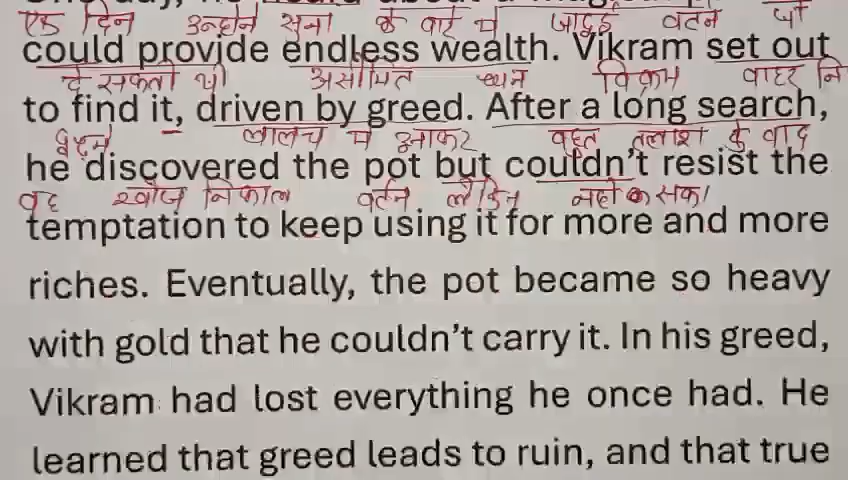 एक दिन उन्होने सुना के बारे मे जादुई बर्तन जो
could provide endless wealth. Vikram set out
दे सकती थी असीमित धन विक्रम बाहर नि
to find it, driven by greed. After a long search,
ढूंढने लालच मे आकर बहुत तलाश के बाद
he discovered the pot but couldn't resist the
वह खोज निकाला बर्तन लेकिन नही सका
temptation to keep using it for more and more
riches. Eventually, the pot became so heavy
with gold that he couldn't carry it. In his greed,
Vikram had lost everything he once had. He
learned that greed leads to ruin, and that true